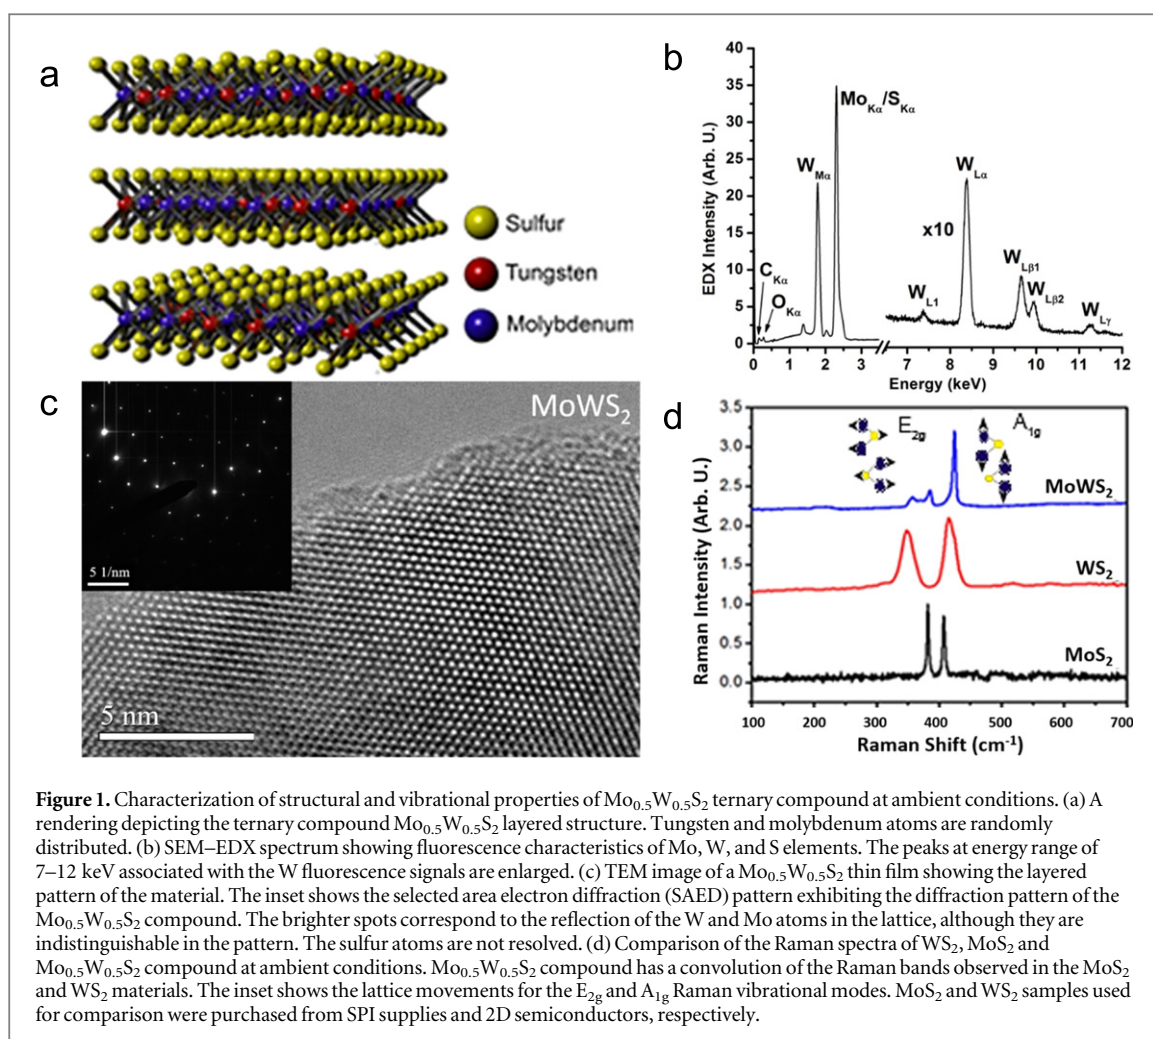 a
Sulfur
Tungsten
Molybdenum
b
40
35
30
25
20
15
10
5
0
EDX Intensity (Arb. U.)
C_Kα
O_Kα
W_Mα
Mo_Kα/S_Kα
x10
W_L1
W_Lα
W_Lβ1
W_Lβ2
W_Lγ
0 1 2 3 7 8 9 10 11 12
Energy (keV)
c
MoWS₂
5 1/nm
5 nm
d
3.5
3.0
2.5
2.0
1.5
1.0
0.5
0.0
Raman Intensity (Arb. U.)
E₂g
A₁g
MoWS₂
WS₂
MoS₂
100 200 300 400 500 600 700
Raman Shift (cm⁻¹)
Figure 1. Characterization of structural and vibrational properties of Mo₀.₅W₀.₅S₂ ternary compound at ambient conditions. (a) A
rendering depicting the ternary compound Mo₀.₅W₀.₅S₂ layered structure. Tungsten and molybdenum atoms are randomly
distributed. (b) SEM–EDX spectrum showing fluorescence characteristics of Mo, W, and S elements. The peaks at energy range of
7–12 keV associated with the W fluorescence signals are enlarged. (c) TEM image of a Mo₀.₅W₀.₅S₂ thin film showing the layered
pattern of the material. The inset shows the selected area electron diffraction (SAED) pattern exhibiting the diffraction pattern of the
Mo₀.₅W₀.₅S₂ compound. The brighter spots correspond to the reflection of the W and Mo atoms in the lattice, although they are
indistinguishable in the pattern. The sulfur atoms are not resolved. (d) Comparison of the Raman spectra of WS₂, MoS₂ and
Mo₀.₅W₀.₅S₂ compound at ambient conditions. Mo₀.₅W₀.₅S₂ compound has a convolution of the Raman bands observed in the MoS₂
and WS₂ materials. The inset shows the lattice movements for the E₂g and A₁g Raman vibrational modes. MoS₂ and WS₂ samples used
for comparison were purchased from SPI supplies and 2D semiconductors, respectively.